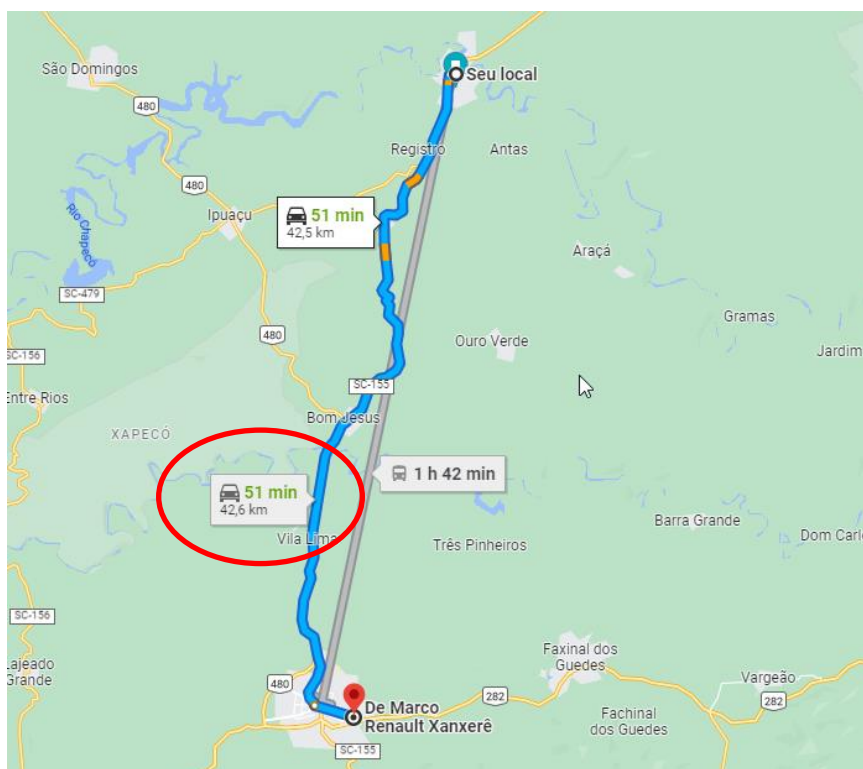 São Domingos
Seu local
480
Registro
Antas
480
Rio Chapecó
Ipuaçu
51 min
42,5 km
Araçá
SC-479
Gramas
480
Ouro Verde
SC-156
Jardim
SC-155
Entre Rios
Bom Jesus
XAPECÓ
1 h 42 min
51 min
42,6 km
Barra Grande
Vila Lima
Três Pinheiros
Dom Carl
SC-156
Faxinal dos
Guedes
Lajeado
Grande
480
Vargeão
282
282
De Marco
Renault Xanxerê
Fachinal
dos Guedes
SC-155